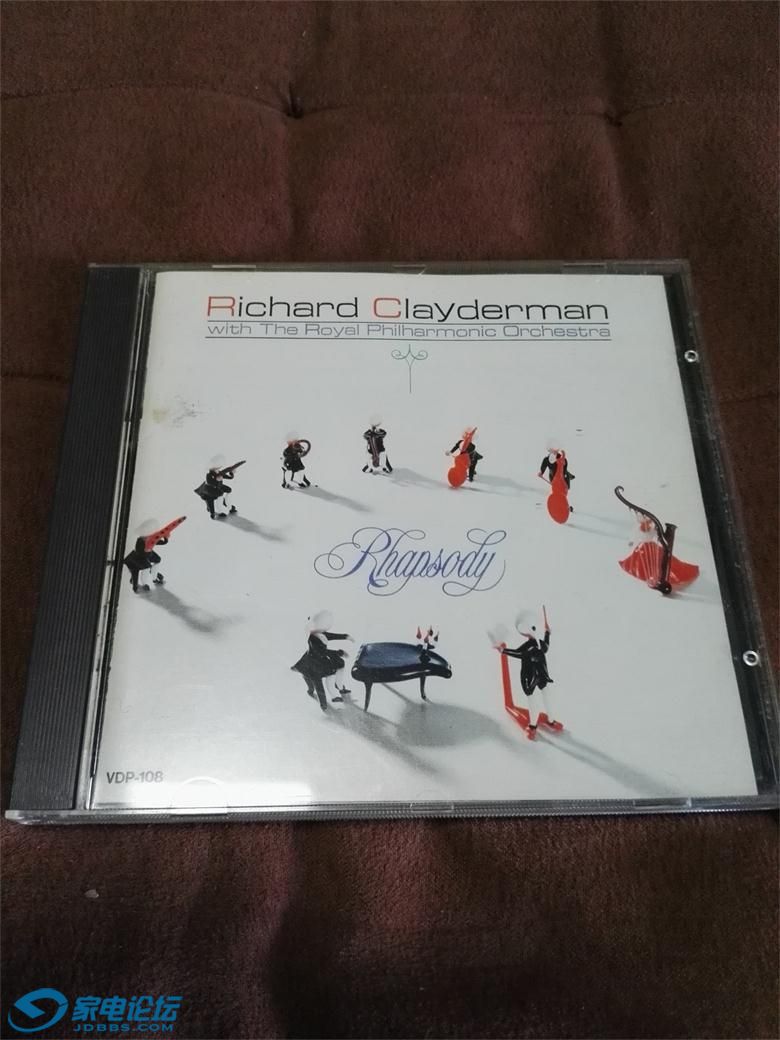 Richard Clayderman
with The Royal Philharmonic Orchestra
Rhapsody
VDP-108
家电论坛
JDBBS.COM